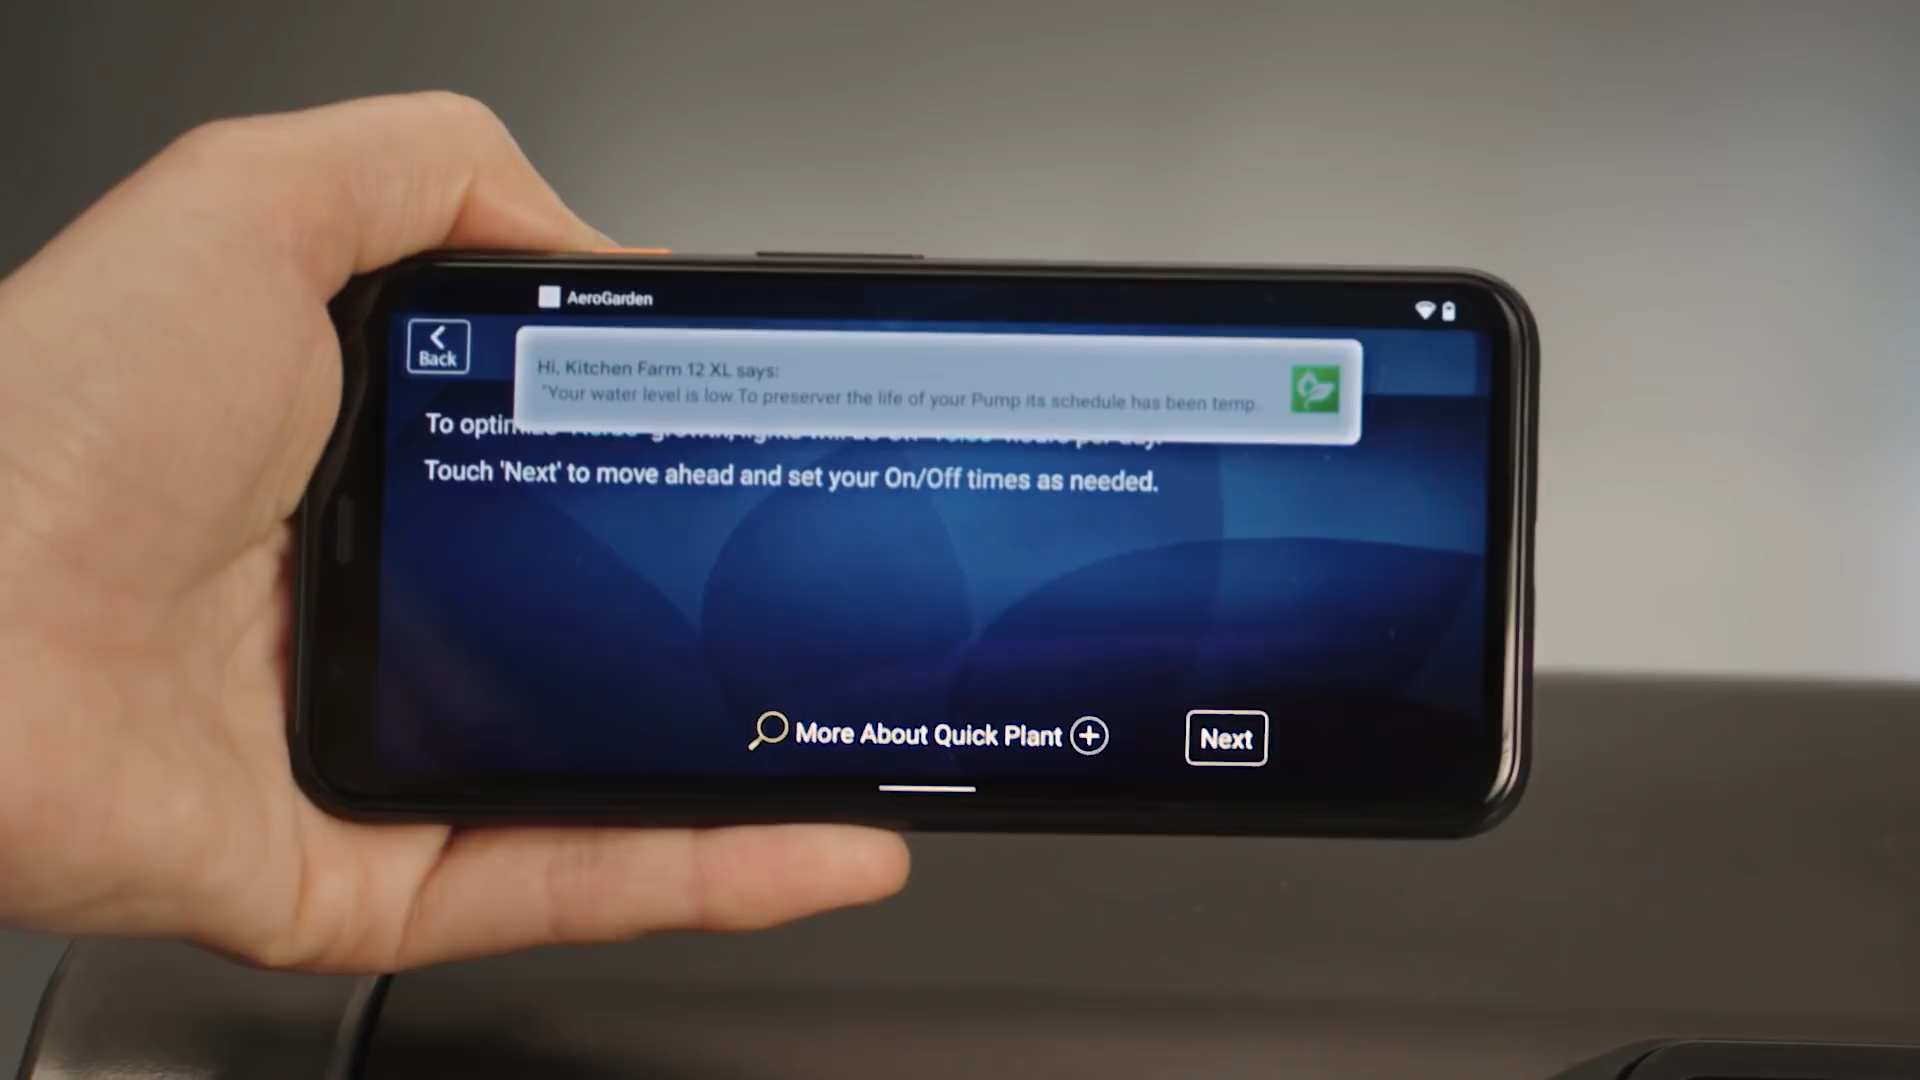 AeroGarden
Back
Hi, Kitchen Farm 12 XL says:
"Your water level is low To preserver the life of your Pump its schedule has been temp.
To optim
Touch 'Next' to move ahead and set your On/Off times as needed.
More About Quick Plant
Next